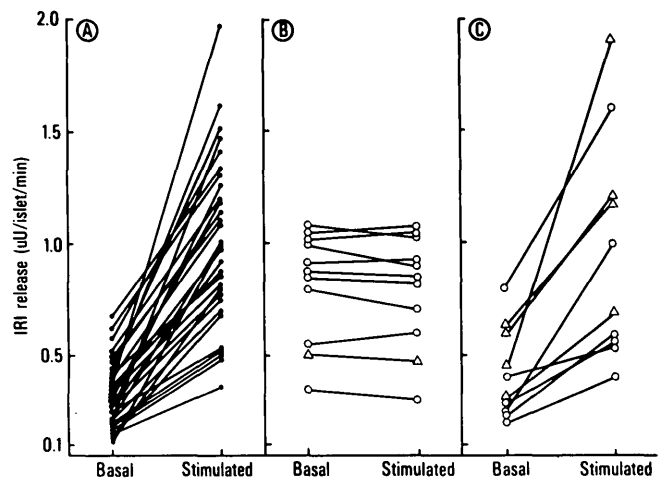 2.0
1.5
1.0
0.5
0.1
IRI release (uU/islet/min)
A
B
C
Basal Stimulated Basal Stimulated Basal Stimulated